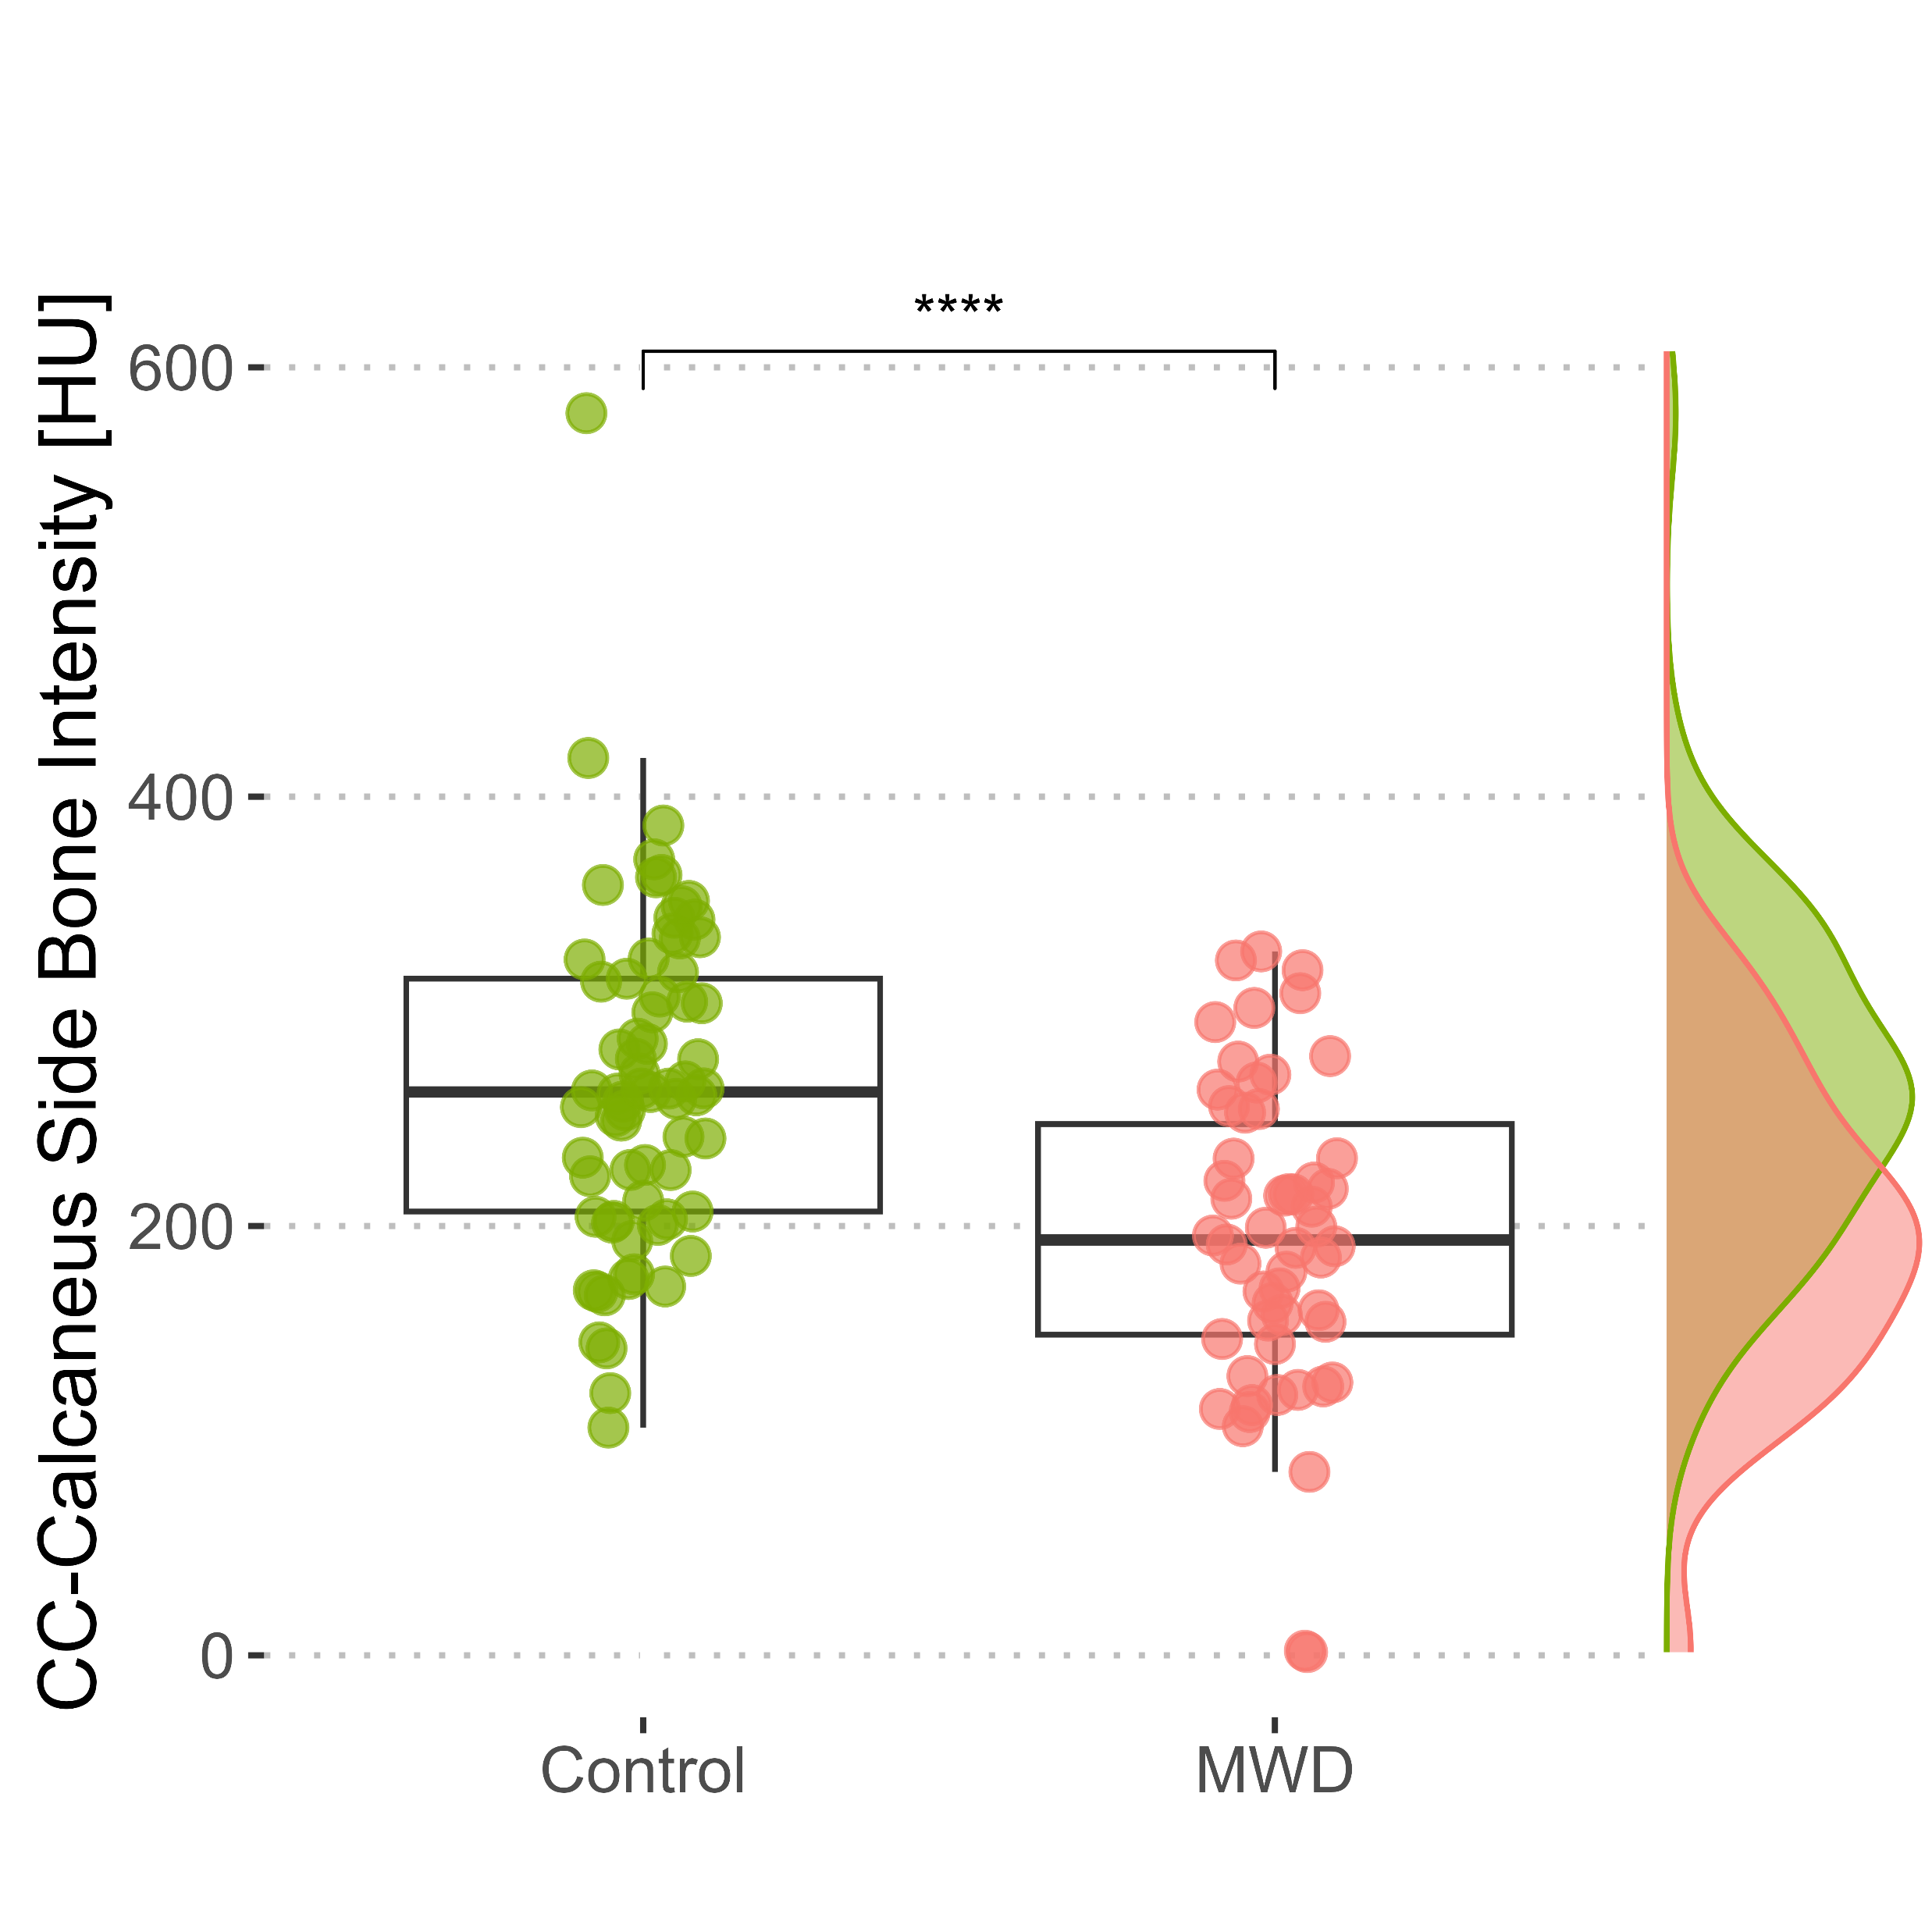 CC-Calcaneus Side Bone Intensity [HU]
****
600
400
200
0
Control
MWD